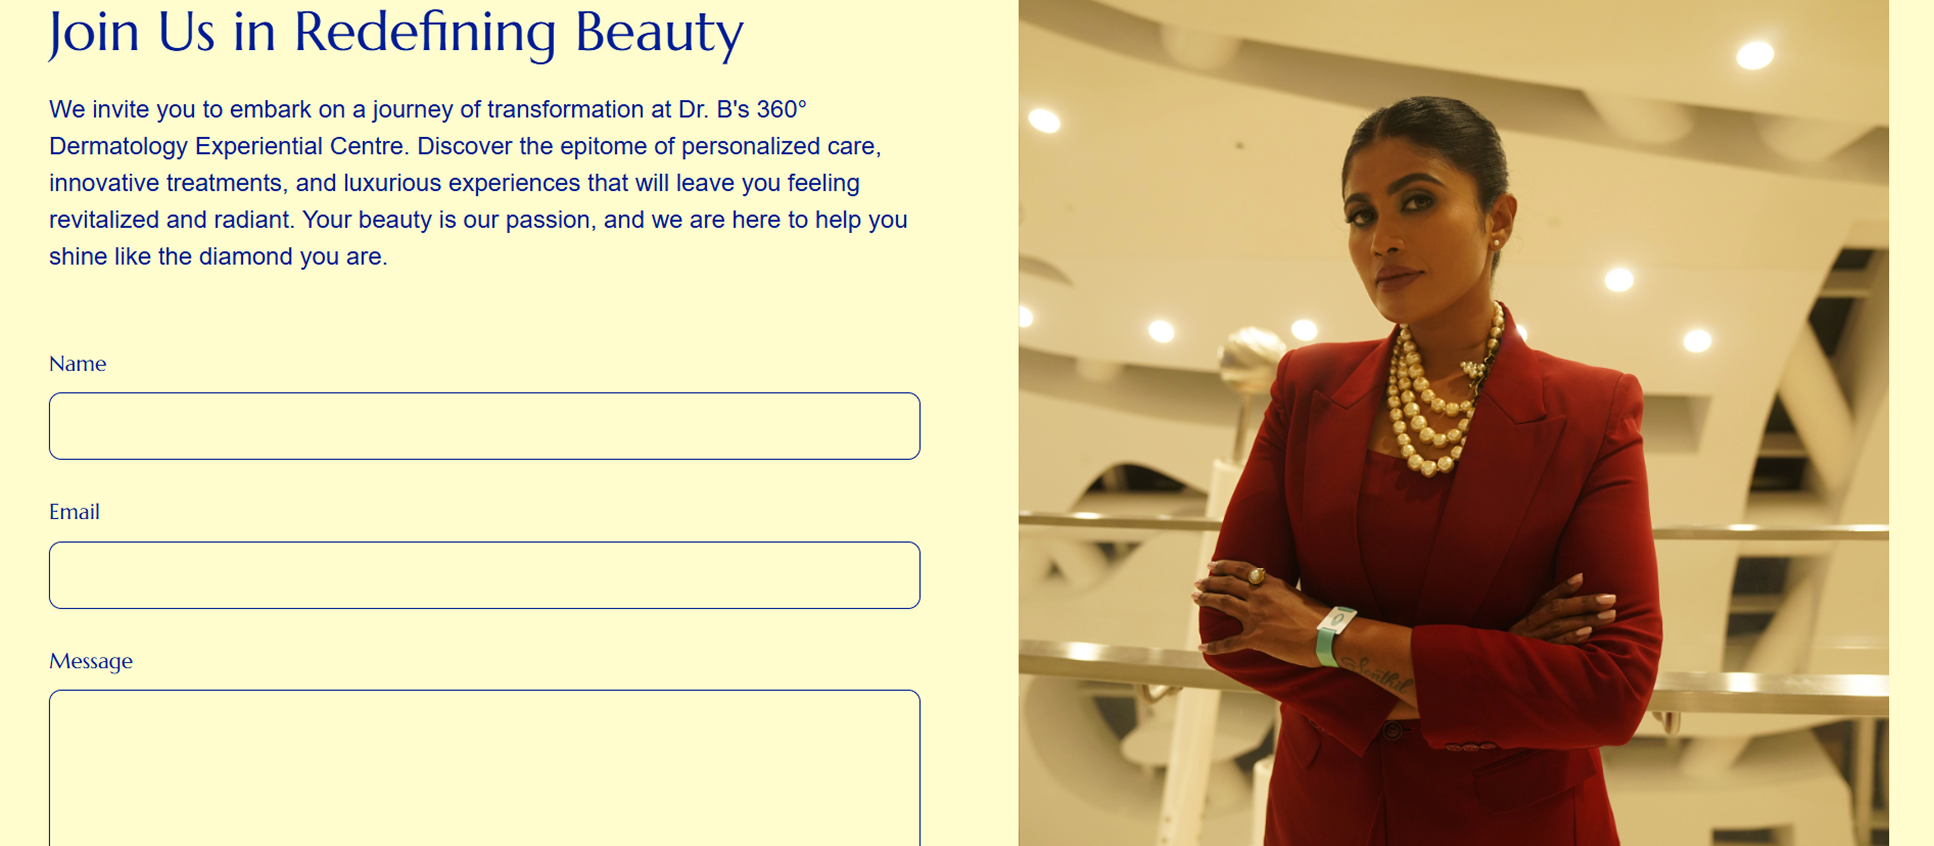 Join Us in Redefining Beauty
We invite you to embark on a journey of transformation at Dr. B's 360°
Dermatology Experiential Centre. Discover the epitome of personalized care,
innovative treatments, and luxurious experiences that will leave you feeling
revitalized and radiant. Your beauty is our passion, and we are here to help you
shine like the diamond you are.
Name
Email
Message
Senthil